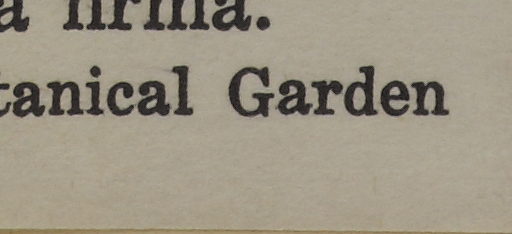 a firma.
tanical Garden